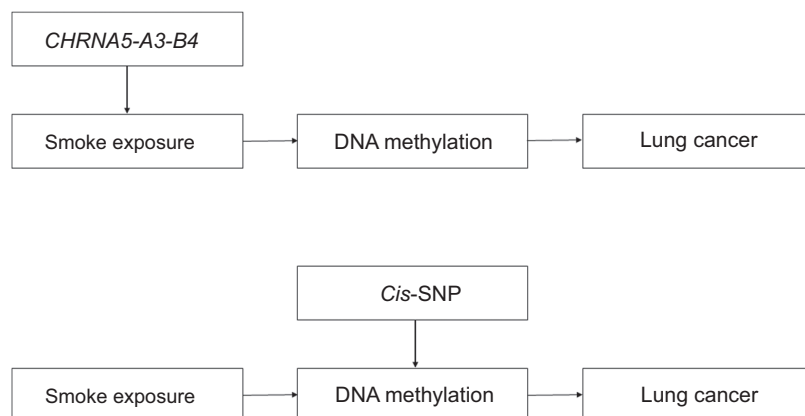 CHRNA5-A3-B4
Smoke exposure
DNA methylation
Lung cancer
Cis-SNP
Smoke exposure
DNA methylation
Lung cancer